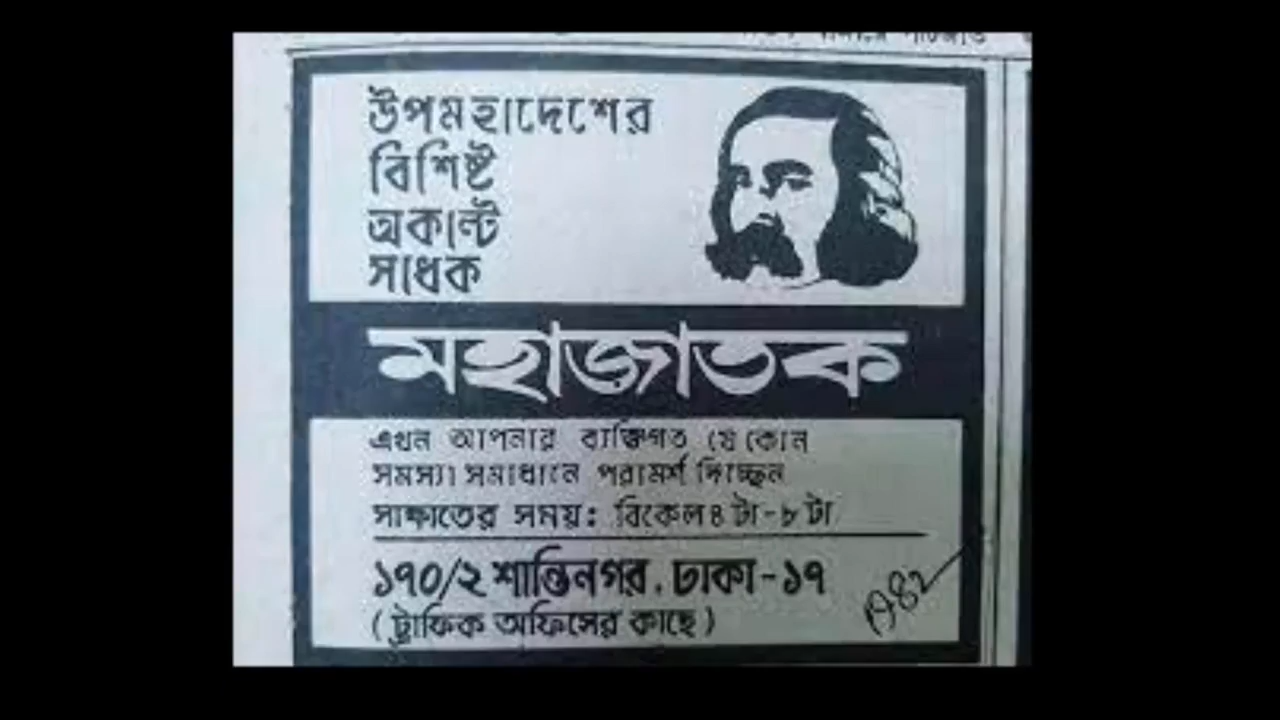 উপমহাদেশের
বিশিষ্ট
অকাল্ট
সাধক
মহাজাতক
এখন আপনার ব্যক্তিগত যে কোন
সমস্যা সমাধানে পরামর্শ দিচ্ছেন
সাক্ষাতের সময়: বিকেল ৪ টা-৮ টা
১৭০/২ শান্তিনগর, ঢাকা-১৭
(ট্রাফিক অফিসের কাছে)
1982